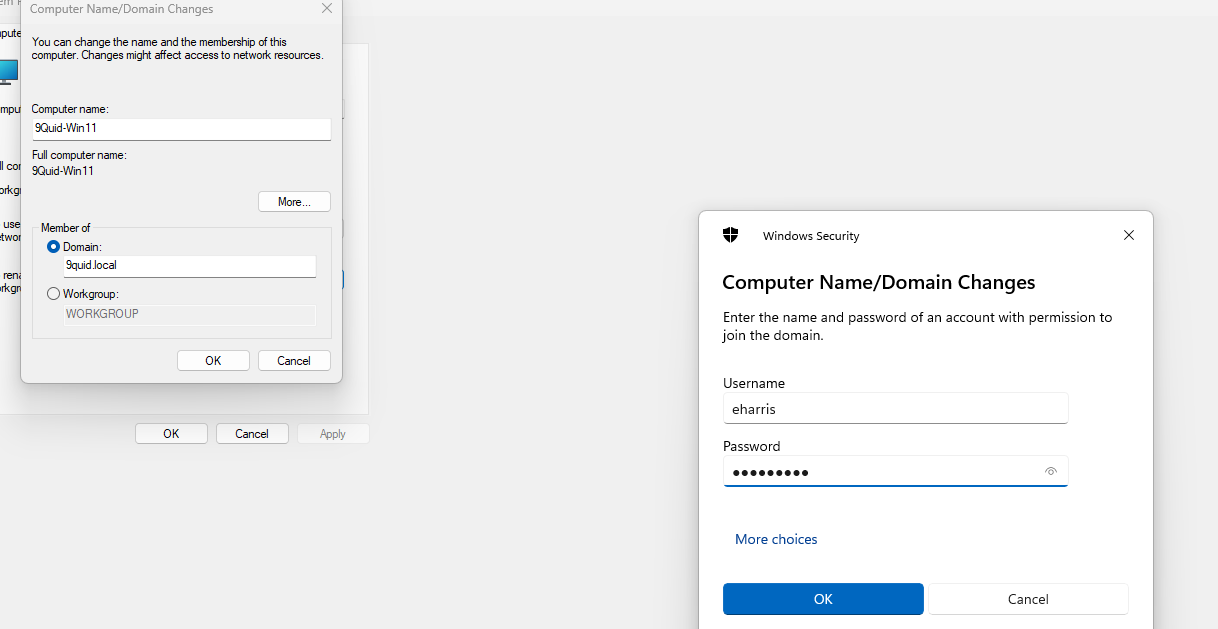 Computer Name/Domain Changes
You can change the name and the membership of this
computer. Changes might affect access to network resources.
Computer name:
9Quid-Win11
Full computer name:
9Quid-Win11
More...
Member of
Domain:
9quid.local
Workgroup:
WORKGROUP
OK
Cancel
OK
Cancel
Apply
Windows Security
Computer Name/Domain Changes
Enter the name and password of an account with permission to
join the domain.
Username
eharris
Password
More choices
OK
Cancel